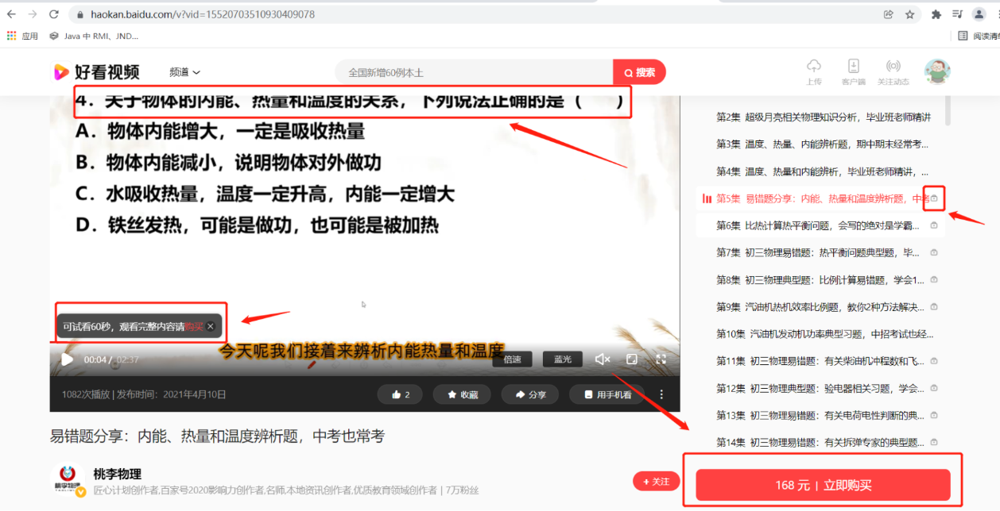 haokan.baidu.com/v?vid=15520703510930409078
应用
Java 中 RMI、JND...
阅读清
好看视频
频道
全国新增60例本土
搜索
上传
客户端
关注动态
4．关于物体的内能、热量和温度的关系，下列说法正确的是（ ）
A．物体内能增大，一定是吸收热量
B．物体内能减小，说明物体对外做功
C．水吸收热量，温度一定升高，内能一定增大
D．铁丝发热，可能是做功，也可能是被加热
可试看60秒，观看完整内容请购买
今天呢我们接着来辨析内能热量和温度
00:04 / 02:37
倍速
蓝光
1082次播放 | 发布时间：2021年4月10日
2
收藏
分享
用手机看
易错题分享：内能、热量和温度辨析题，中考也常考
桃李物理
桃李物理
匠心计划创作者,百家号2020影响力创作者,名师,本地资讯创作者,优质教育领域创作者 | 7万粉丝
+ 关注
第2集 超级月亮相关物理知识分析，毕业班老师精讲
第3集 温度、热量、内能辨析题，期中期末经常考...
第4集 温度、热量和内能辨析，毕业班老师精讲，...
第5集 易错题分享：内能、热量和温度辨析题，中考
第6集 比热计算热平衡问题，会写的绝对是学霸...
第7集 初三物理易错题：热平衡问题典型题，毕...
第8集 初三物理典型题：比例计算易错题，学会1...
第9集 汽油机热机效率比例题，教你2种方法解决...
第10集 汽油机发动机功率典型习题，中招考试也经...
第11集 初三物理易错题：有关柴油机冲程数和飞...
第12集 初三物理典型题：验电器相关习题，学会...
第13集 初三物理易错题：有关电荷电性判断的典...
第14集 初三物理易错题：有关拆弹专家的典型题...
168 元 | 立即购买